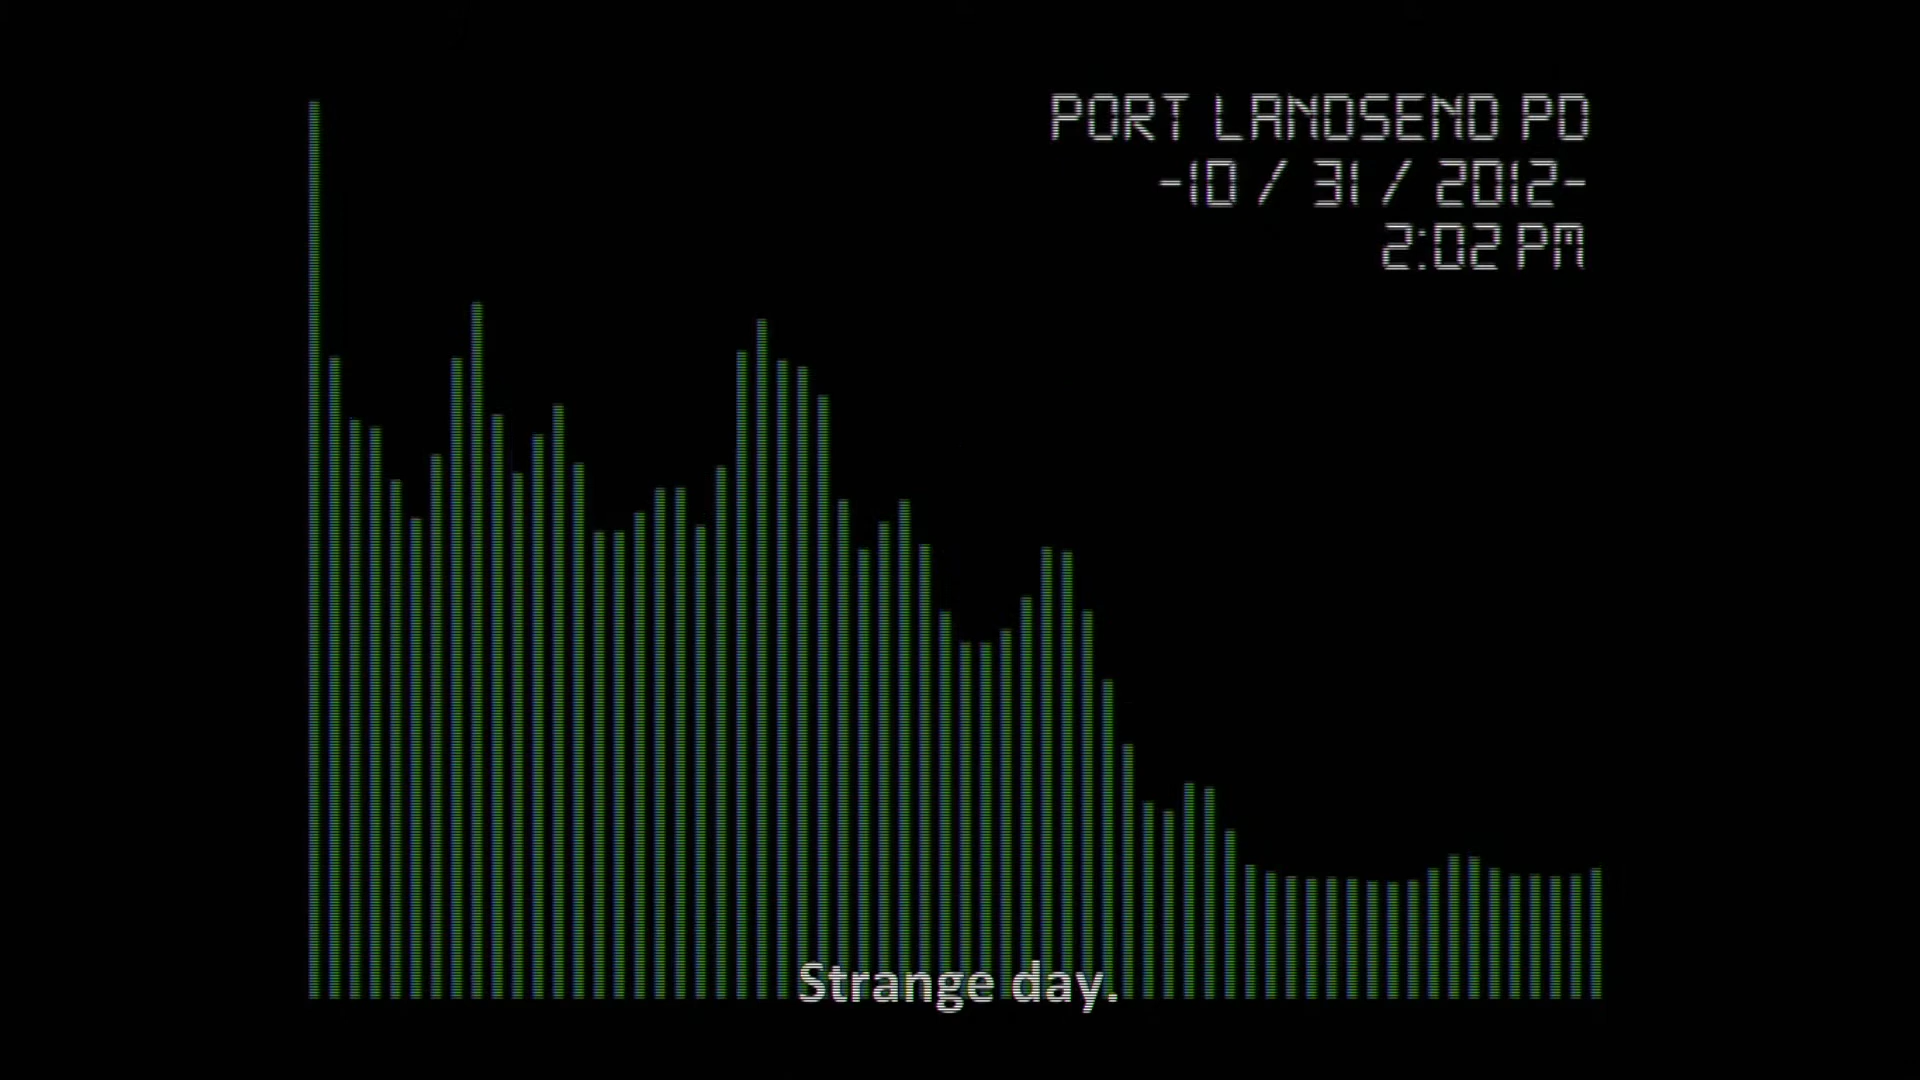 PORT LANDSEND PD
-10 / 31 / 2012-
2:02 PM
Strange day.